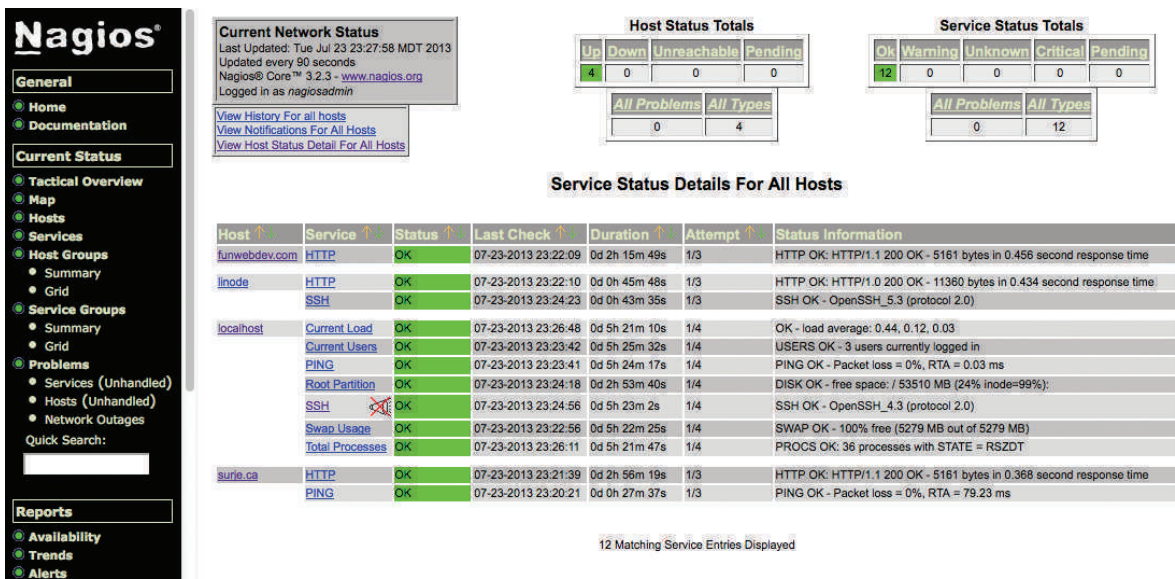 Nagios®
General
Home
Documentation
Current Status
Tactical Overview
Map
Hosts
Services
Host Groups
Summary
Grid
Service Groups
Summary
Grid
Problems
Services (Unhandled)
Hosts (Unhandled)
Network Outages
Quick Search:
Reports
Availability
Trends
Alerts
Current Network Status
Last Updated: Tue Jul 23 23:27:58 MDT 2013
Updated every 90 seconds
Nagios® Core™ 3.2.3 - www.nagios.org
Logged in as nagiosadmin
View History For all hosts
View Notifications For All Hosts
View Host Status Detail For All Hosts
Host Status Totals
Up Down Unreachable Pending
4 0 0 0
All Problems All Types
0 4
Service Status Totals
Ok Warning Unknown Critical Pending
12 0 0 0 0
All Problems All Types
0 12
Service Status Details For All Hosts
Host Service Status Last Check Duration Attempt Status Information
funwebdev.com HTTP OK 07-23-2013 23:22:09 0d 2h 15m 49s 1/3 HTTP OK: HTTP/1.1 200 OK - 5161 bytes in 0.456 second response time
linode HTTP OK 07-23-2013 23:22:10 0d 0h 45m 48s 1/3 HTTP OK: HTTP/1.0 200 OK - 11360 bytes in 0.434 second response time
SSH OK 07-23-2013 23:24:23 0d 0h 43m 35s 1/3 SSH OK - OpenSSH_5.3 (protocol 2.0)
localhost Current Load OK 07-23-2013 23:26:48 0d 5h 21m 10s 1/4 OK - load average: 0.44, 0.12, 0.03
Current Users OK 07-23-2013 23:23:42 0d 5h 25m 32s 1/4 USERS OK - 3 users currently logged in
PING OK 07-23-2013 23:23:41 0d 5h 24m 17s 1/4 PING OK - Packet loss = 0%, RTA = 0.03 ms
Root Partition OK 07-23-2013 23:24:18 0d 2h 53m 40s 1/4 DISK OK - free space: / 53510 MB (24% inode=99%):
SSH OK 07-23-2013 23:24:56 0d 5h 23m 2s 1/4 SSH OK - OpenSSH_4.3 (protocol 2.0)
Swap Usage OK 07-23-2013 23:22:56 0d 5h 22m 25s 1/4 SWAP OK - 100% free (5279 MB out of 5279 MB)
Total Processes OK 07-23-2013 23:26:11 0d 5h 21m 47s 1/4 PROCS OK: 36 processes with STATE = RSZDT
surje.ca HTTP OK 07-23-2013 23:21:39 0d 2h 56m 19s 1/3 HTTP OK: HTTP/1.1 200 OK - 5161 bytes in 0.368 second response time
PING OK 07-23-2013 23:20:21 0d 0h 27m 37s 1/3 PING OK - Packet loss = 0%, RTA = 79.23 ms
12 Matching Service Entries Displayed